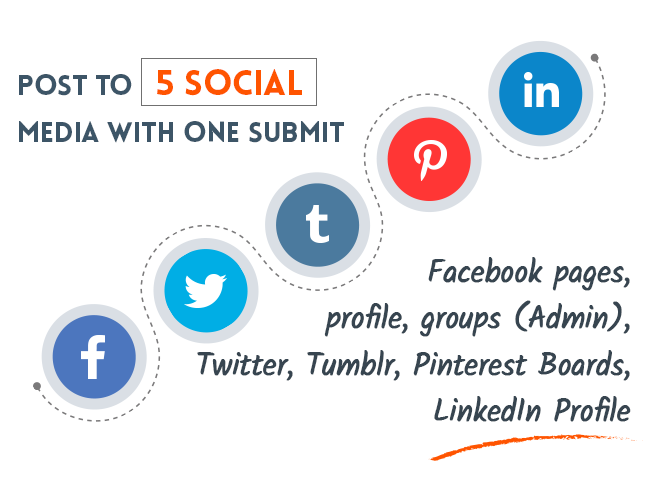 POST TO 5 SOCIAL
MEDIA WITH ONE SUBMIT
in
t
f
Facebook pages,
profile, groups (Admin),
Twitter, Tumblr, Pinterest Boards,
LinkedIn Profile